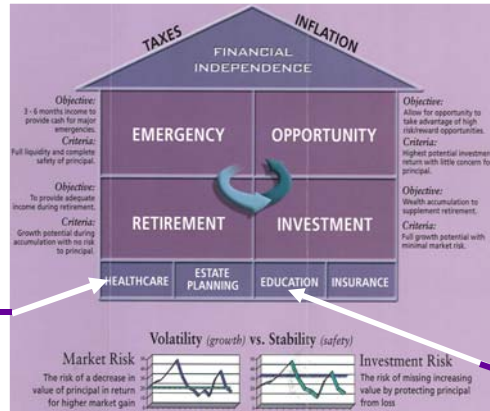 TAXES
INFLATION
FINANCIAL
INDEPENDENCE
Objective:
3 - 6 months income to
provide cash for major
emergencies.
Criteria:
Full liquidity and complete
safety of principal.
EMERGENCY
OPPORTUNITY
Objective:
Allow for opportunity to
take advantage of high
risk/reward opportunities.
Criteria:
Highest potential investment
return with little concern for
principal.
Objective:
To provide adequate
income during retirement.
Criteria:
Growth potential during
accumulation with no risk
to principal.
RETIREMENT
INVESTMENT
Objective:
Wealth accumulation to
supplement retirement.
Criteria:
Full growth potential with
minimal market risk.
HEALTHCARE
ESTATE
PLANNING
EDUCATION
INSURANCE
Volatility (growth) vs. Stability (safety)
Market Risk
The risk of a decrease in
value of principal in return
for higher market gain
Investment Risk
The risk of missing increasing
value by protecting principal
from loss